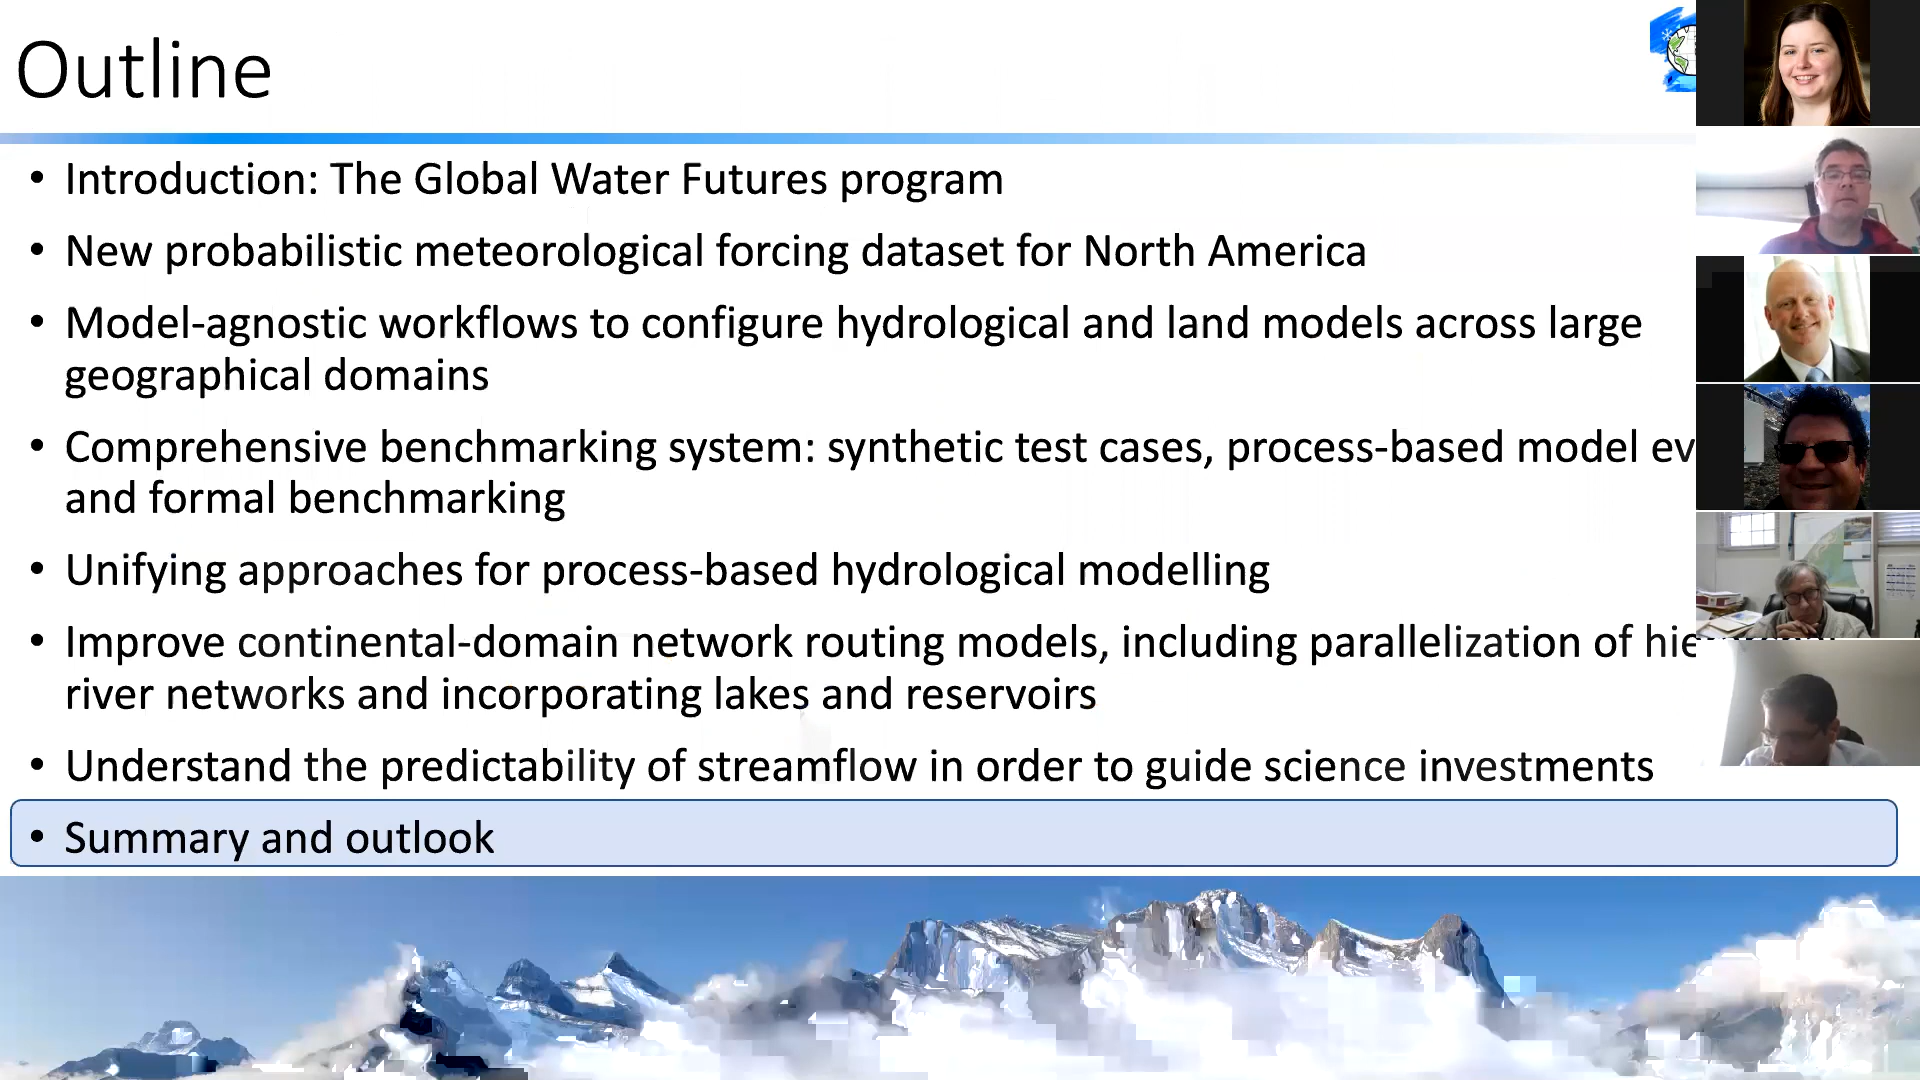 Outline
• Introduction: The Global Water Futures program
• New probabilistic meteorological forcing dataset for North America
• Model-agnostic workflows to configure hydrological and land models across large
geographical domains
• Comprehensive benchmarking system: synthetic test cases, process-based model ev
and formal benchmarking
• Unifying approaches for process-based hydrological modelling
• Improve continental-domain network routing models, including parallelization of hie
river networks and incorporating lakes and reservoirs
• Understand the predictability of streamflow in order to guide science investments
• Summary and outlook